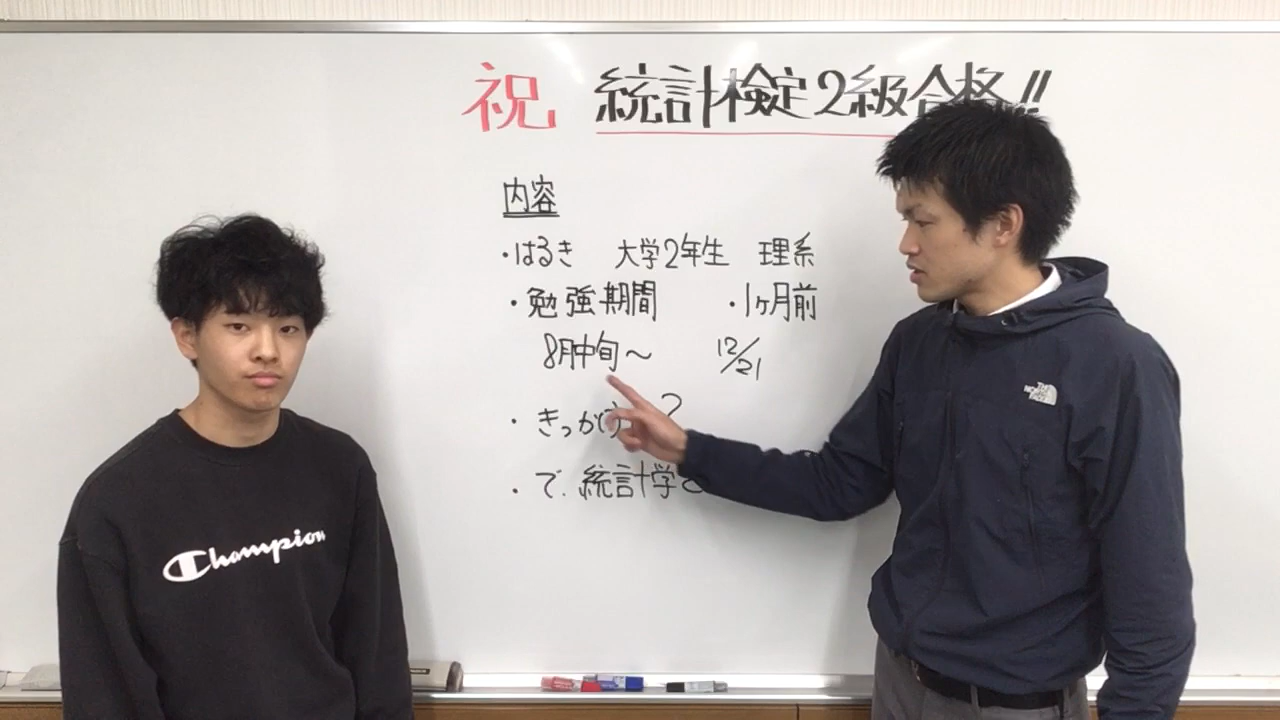 祝 統計検定2級合格!!
内容
・はるき 大学2年生 理系
・勉強期間 ・1ヶ月前
8月中旬〜 12/21
・きっかけ?
・で、統計学と
Champion
THE NORTH FACE